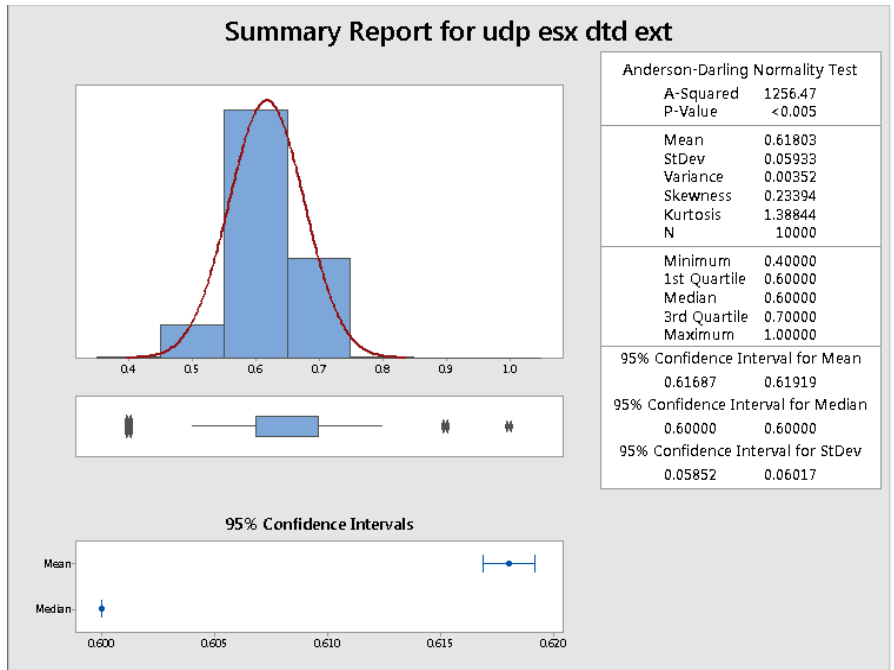 Summary Report for udp esx dtd ext
0.4 0.5 0.6 0.7 0.8 0.9 1.0
Anderson-Darling Normality Test
A-Squared 1256.47
P-Value <0.005
Mean 0.61803
StDev 0.05933
Variance 0.00352
Skewness 0.23394
Kurtosis 1.38844
N 10000
Minimum 0.40000
1st Quartile 0.60000
Median 0.60000
3rd Quartile 0.70000
Maximum 1.00000
95% Confidence Interval for Mean
0.61687 0.61919
95% Confidence Interval for Median
0.60000 0.60000
95% Confidence Interval for StDev
0.05852 0.06017
95% Confidence Intervals
Mean
Median
0.600 0.605 0.610 0.615 0.620